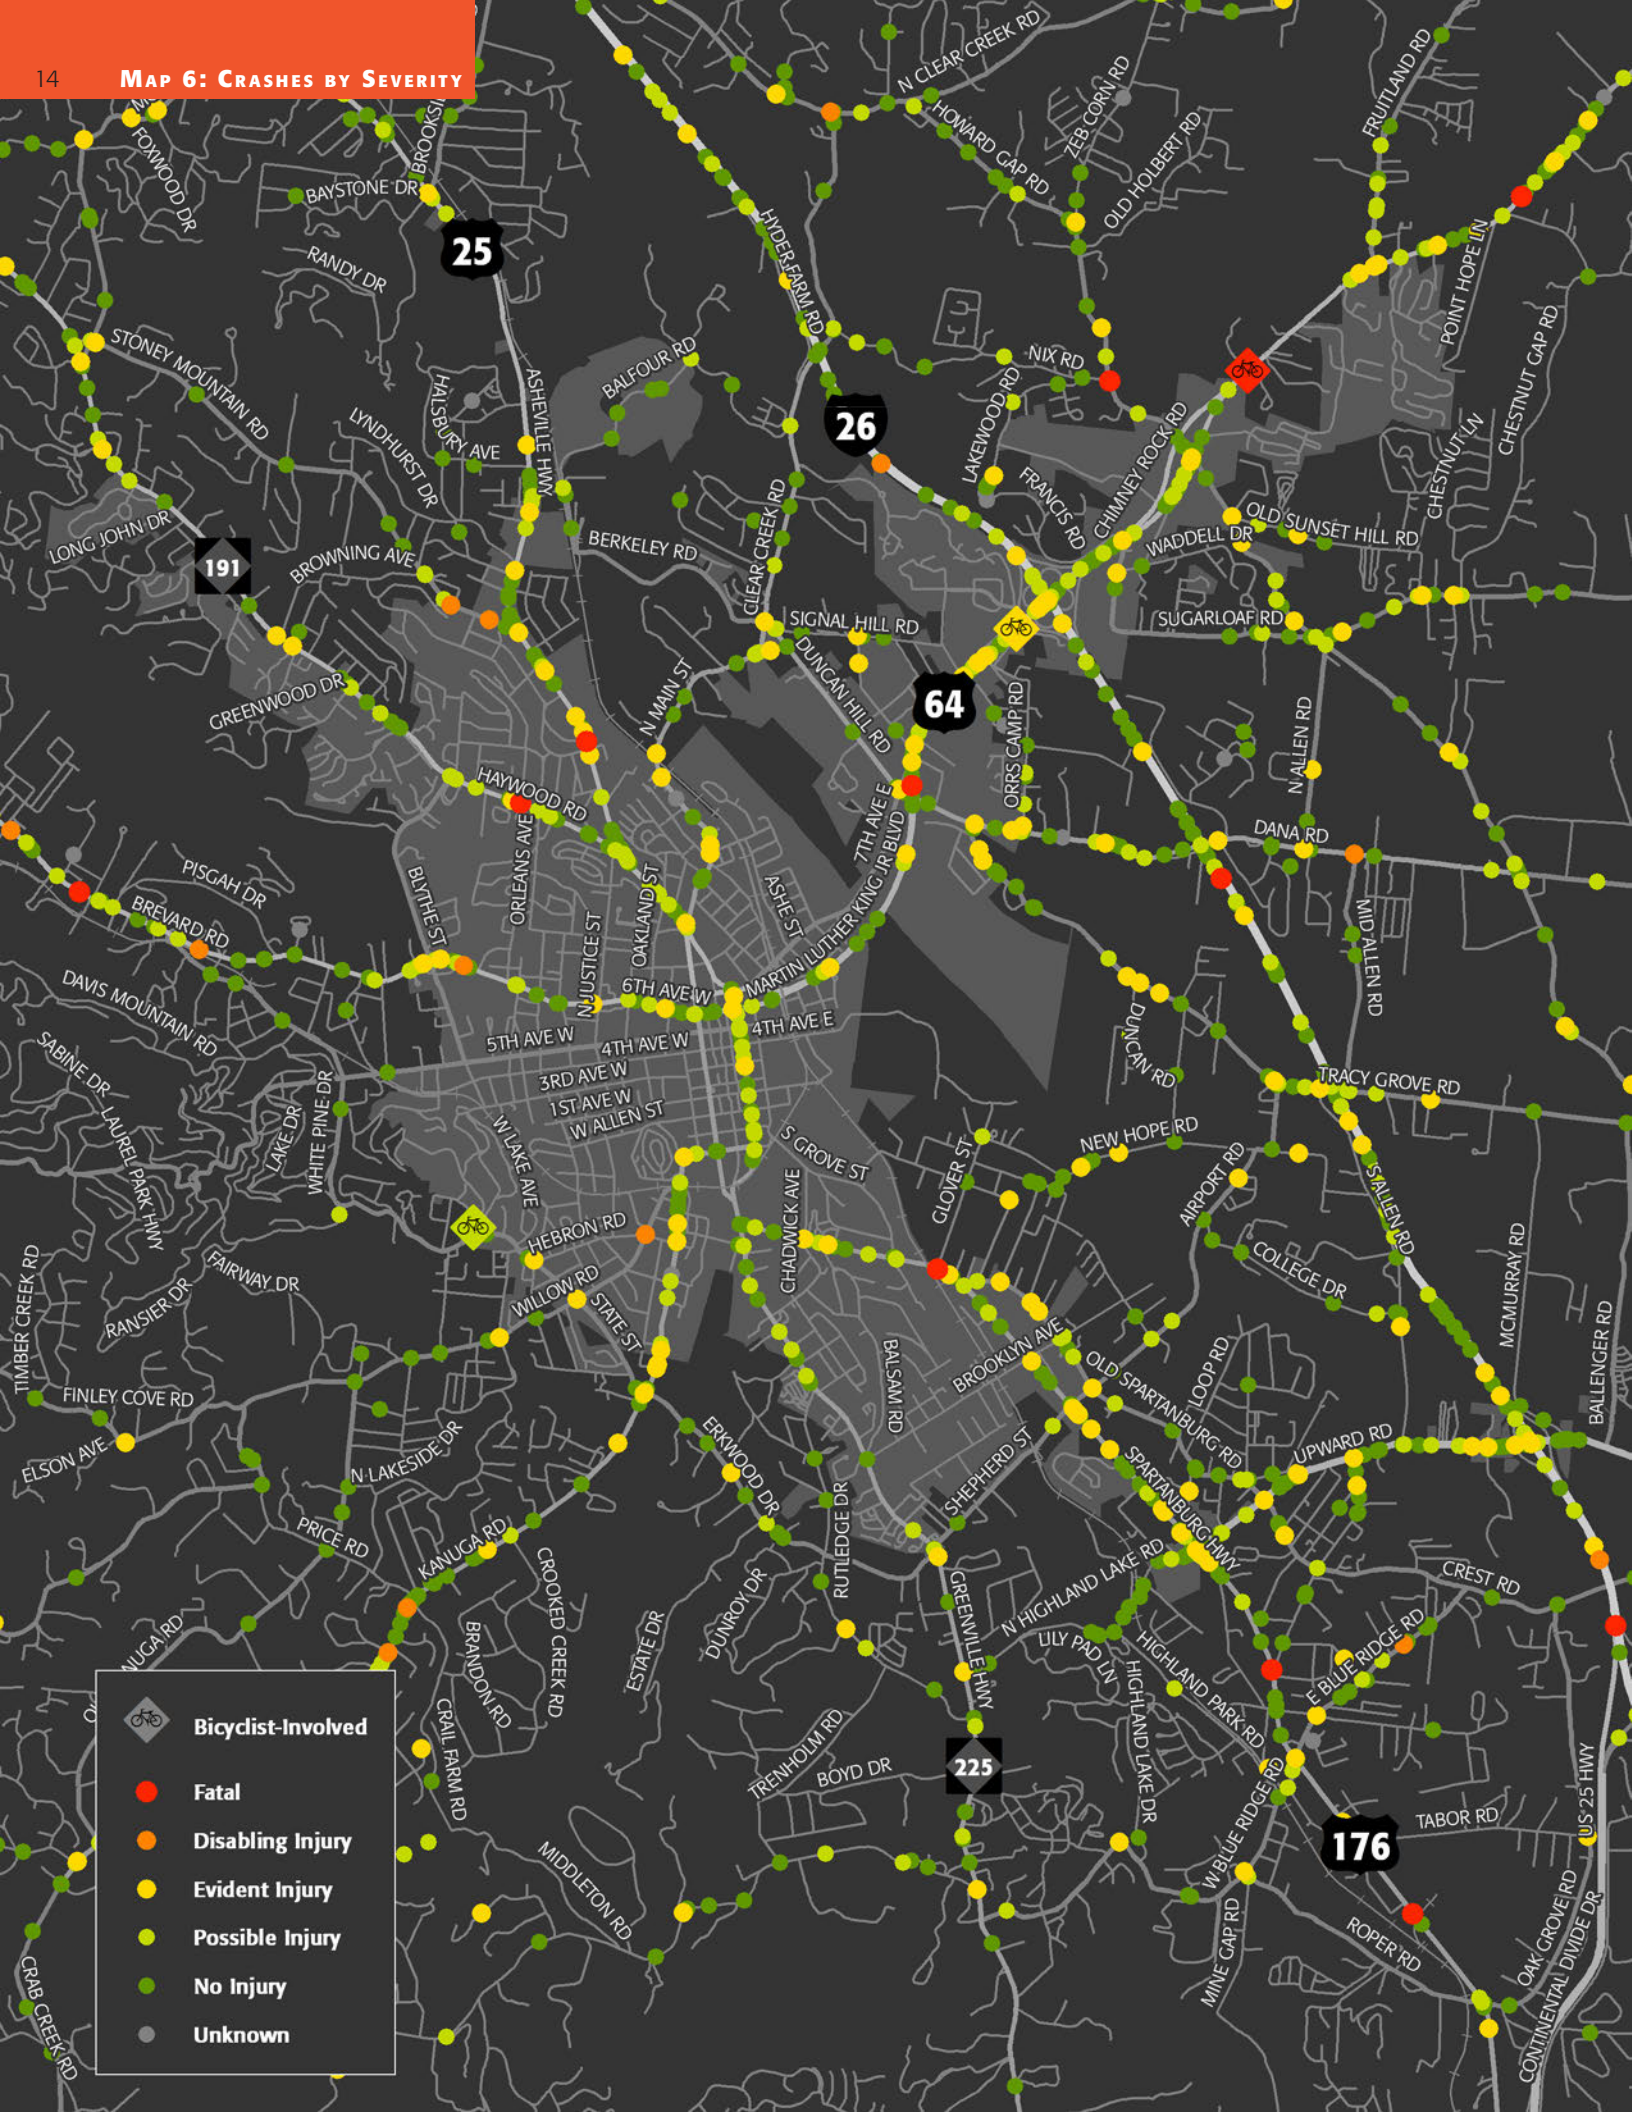 14
Map 6: Crashes by Severity
N CLEAR CREEK RD
FRUITLAND RD
ZEB CORN RD
HOWARD GAP RD
OLD HOLBERT RD
FOXWOOD DR
BAYSTONE DR
25
HYDER FARM RD
POINT HOPE LN
RANDY DR
CHESTNUT GAP RD
STONEY MOUNTAIN RD
BALFOUR RD
NIX RD
ASHEVILLE HWY
HALSBURY AVE
LYNDHURST DR
26
LAKEWOOD RD
CHIMNEY ROCK RD
CHESTNUT LN
FRANCIS RD
LONG JOHN DR
BERKELEY RD
CLEAR CREEK RD
OLD SUNSET HILL RD
WADDELL DR
191
BROWNING AVE
SIGNAL HILL RD
SUGARLOAF RD
DUNCAN HILL RD
GREENWOOD DR
N MAIN ST
64
ORRS CAMP RD
N ALLEN RD
HAYWOOD RD
7TH AVE E
DANA RD
PISGAH DR
BLYTHE ST
ORLEANS AVE
OAKLAND ST
ASHE ST
MARTIN LUTHER KING JR BLVD
BREVARD RD
N JUSTICE ST
MID ALLEN RD
DAVIS MOUNTAIN RD
6TH AVE W
5TH AVE W
4TH AVE W
4TH AVE E
DUNCAN RD
SABINE DR
3RD AVE W
1ST AVE W
W ALLEN ST
TRACY GROVE RD
LAKE DR
WHITE PINE DR
LAUREL PARK HWY
W LAKE AVE
S GROVE ST
NEW HOPE RD
GLOVER ST
AIRPORT RD
S ALLEN RD
CHADWICK AVE
HEBRON RD
TIMBER CREEK RD
FAIRWAY DR
COLLEGE DR
MCMURRAY RD
RANSIER DR
WILLOW RD
STATE ST
BALLENGER RD
BROOKLYN AVE
BALSAM RD
LOOP RD
OLD SPARTANBURG RD
FINLEY COVE RD
ELSON AVE
N LAKESIDE DR
ERKWOOD DR
SHEPHERD ST
UPWARD RD
SPARTANBURG HWY
RUTLEDGE DR
PRICE RD
KANUGA RD
CROOKED CREEK RD
N HIGHLAND LAKE RD
CREST RD
DUNROY DR
GREENVILLE HWY
ESTATE DR
BRANDON RD
LILY PAD LN
HIGHLAND PARK RD
E BLUE RIDGE RD
NUGA RD
CRAIL FARM RD
HIGHLAND LAKE DR
TRENHOLM RD
BOYD DR
225
US 25 HWY
176
TABOR RD
W BLUE RIDGE RD
MIDDLETON RD
MINE GAP RD
ROPER RD
OAK GROVE RD
CONTINENTAL DIVIDE DR
CRAB CREEK RD
Bicyclist-Involved
Fatal
Disabling Injury
Evident Injury
Possible Injury
No Injury
Unknown